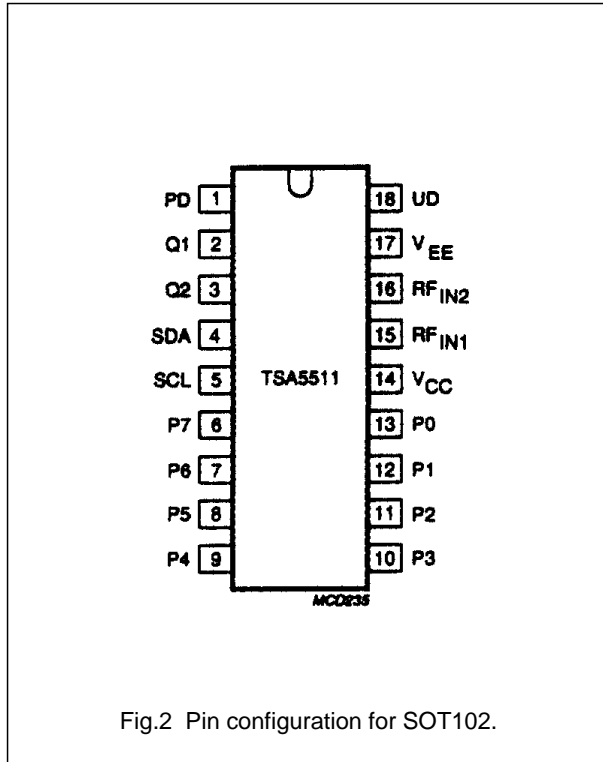 PD 1 18 UD
Q1 2 17 VEE
Q2 3 16 RFIN2
SDA 4 15 RFIN1
SCL 5 TSA5511 14 VCC
P7 6 13 P0
P6 7 12 P1
P5 8 11 P2
P4 9 10 P3
MCD235
Fig.2 Pin configuration for SOT102.